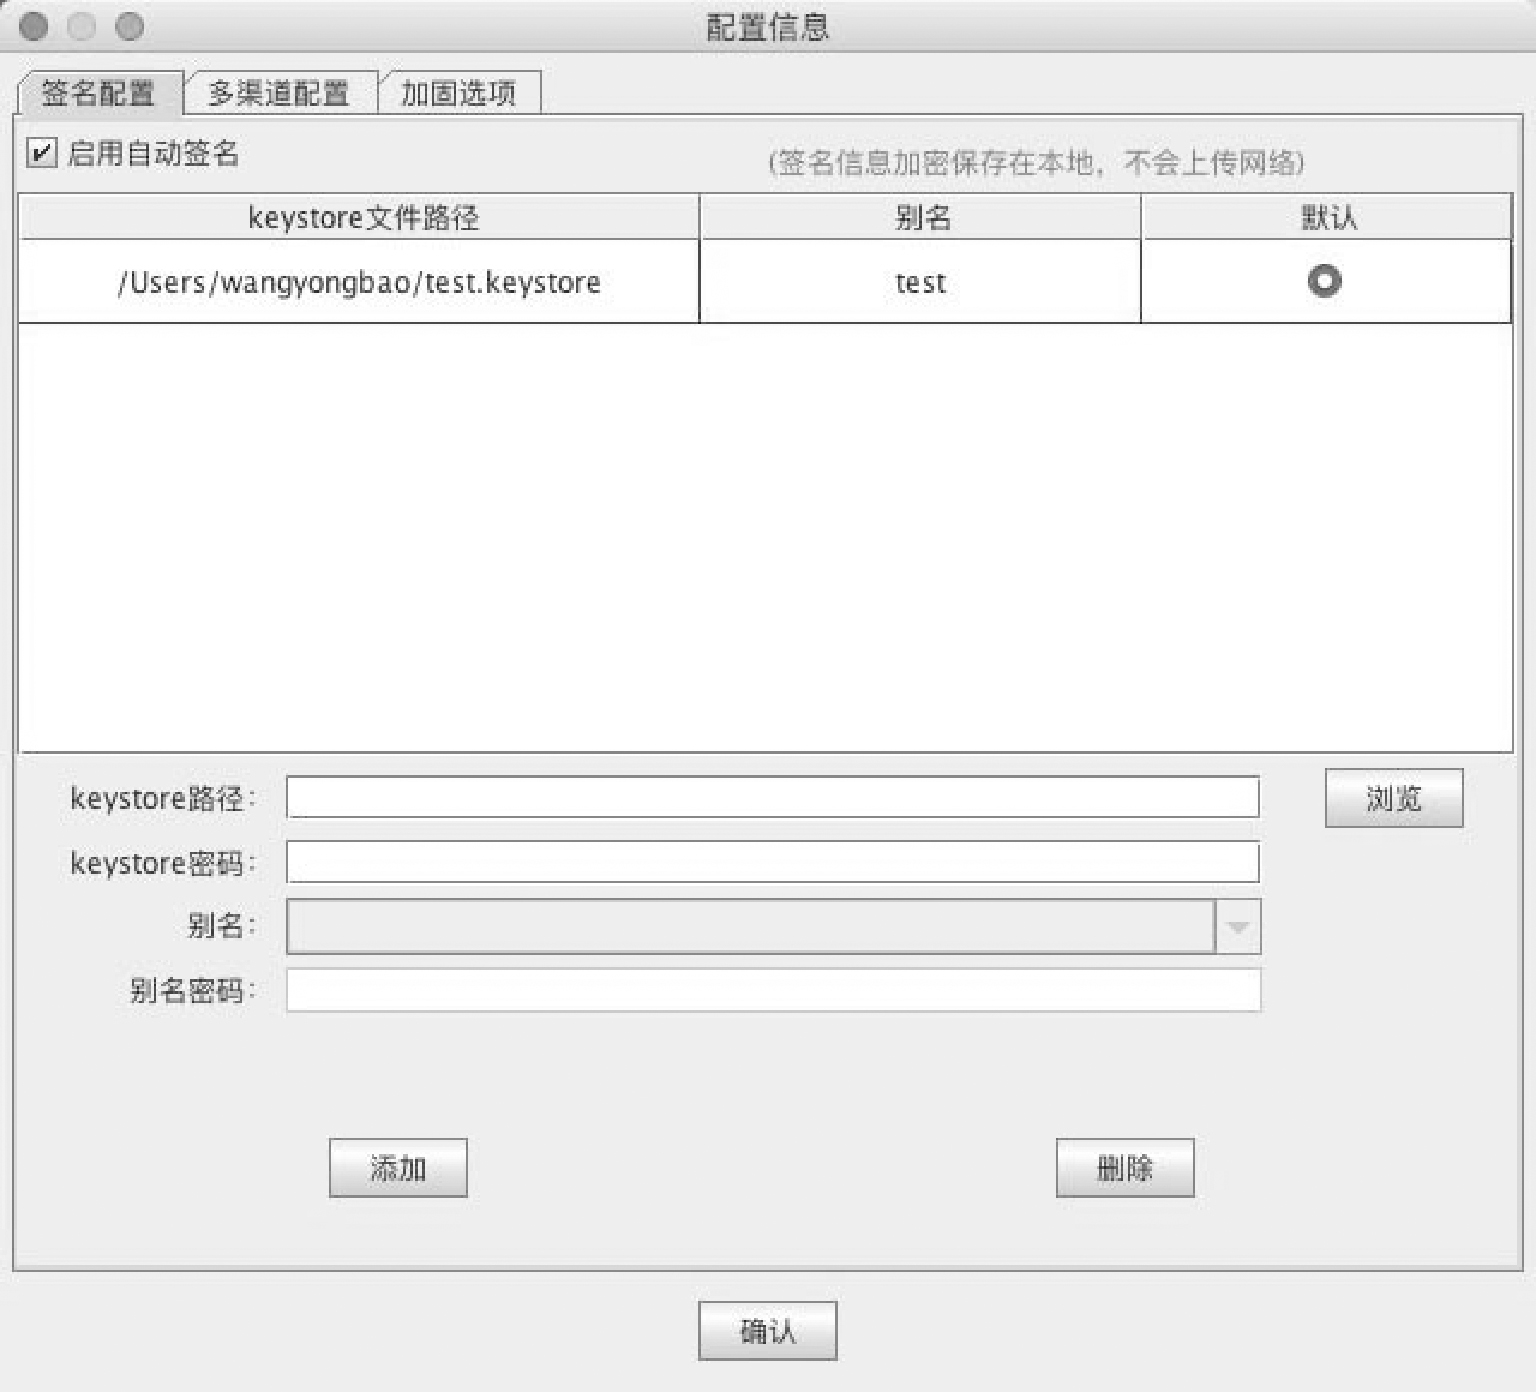 配置信息
签名配置 多渠道配置 加固选项
启用自动签名 (签名信息加密保存在本地，不会上传网络)
keystore文件路径 别名 默认
/Users/wangyongbao/test.keystore test
keystore路径： 浏览
keystore密码：
别名：
别名密码：
添加 删除
确认